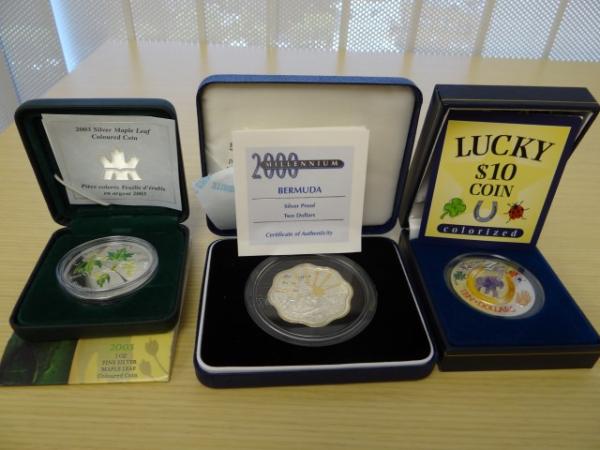 2003 Silver Maple Leaf
Coloured Coin
Pièce colorée Feuille d'érable
en argent 2003
2003
1 OZ
FINE SILVER
MAPLE LEAF
Coloured Coin
2000 MILLENNIUM
BERMUDA
Silver Proof
Two Dollars
Certificate of Authenticity
LUCKY
$10
COIN
colorized
DOLLARS